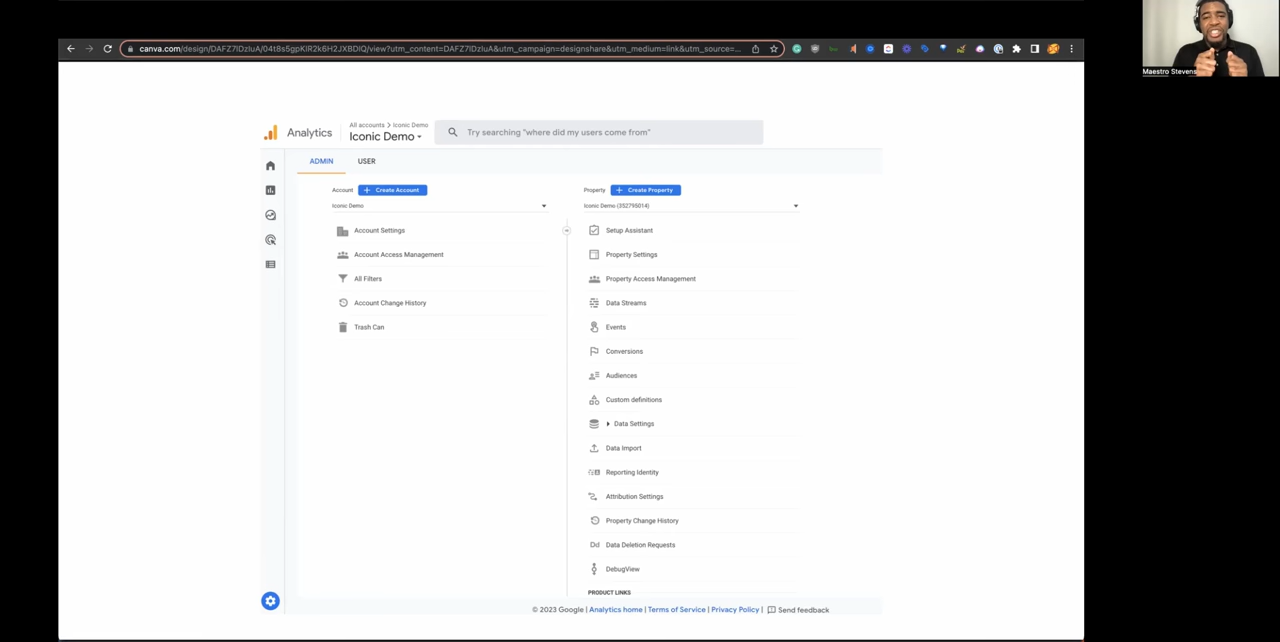 canva.com/design/DAFZ7lDzluA/04t8s5gpKlR2k6H2JXBDIQ/view?utm_content=DAFZ7lDzluA&utm_campaign=designshare&utm_medium=link&utm_source=...
Maestro Stevens
Analytics
All accounts > Iconic Demo
Iconic Demo
Try searching "where did my users come from"
ADMIN
USER
Account
+ Create Account
Iconic Demo
Account Settings
Account Access Management
All Filters
Account Change History
Trash Can
Property
+ Create Property
Iconic Demo (352795014)
Setup Assistant
Property Settings
Property Access Management
Data Streams
Events
Conversions
Audiences
Custom definitions
Data Settings
Data Import
Reporting Identity
Attribution Settings
Property Change History
Dd Data Deletion Requests
DebugView
PRODUCT LINKS
© 2023 Google | Analytics home | Terms of Service | Privacy Policy | Send feedback